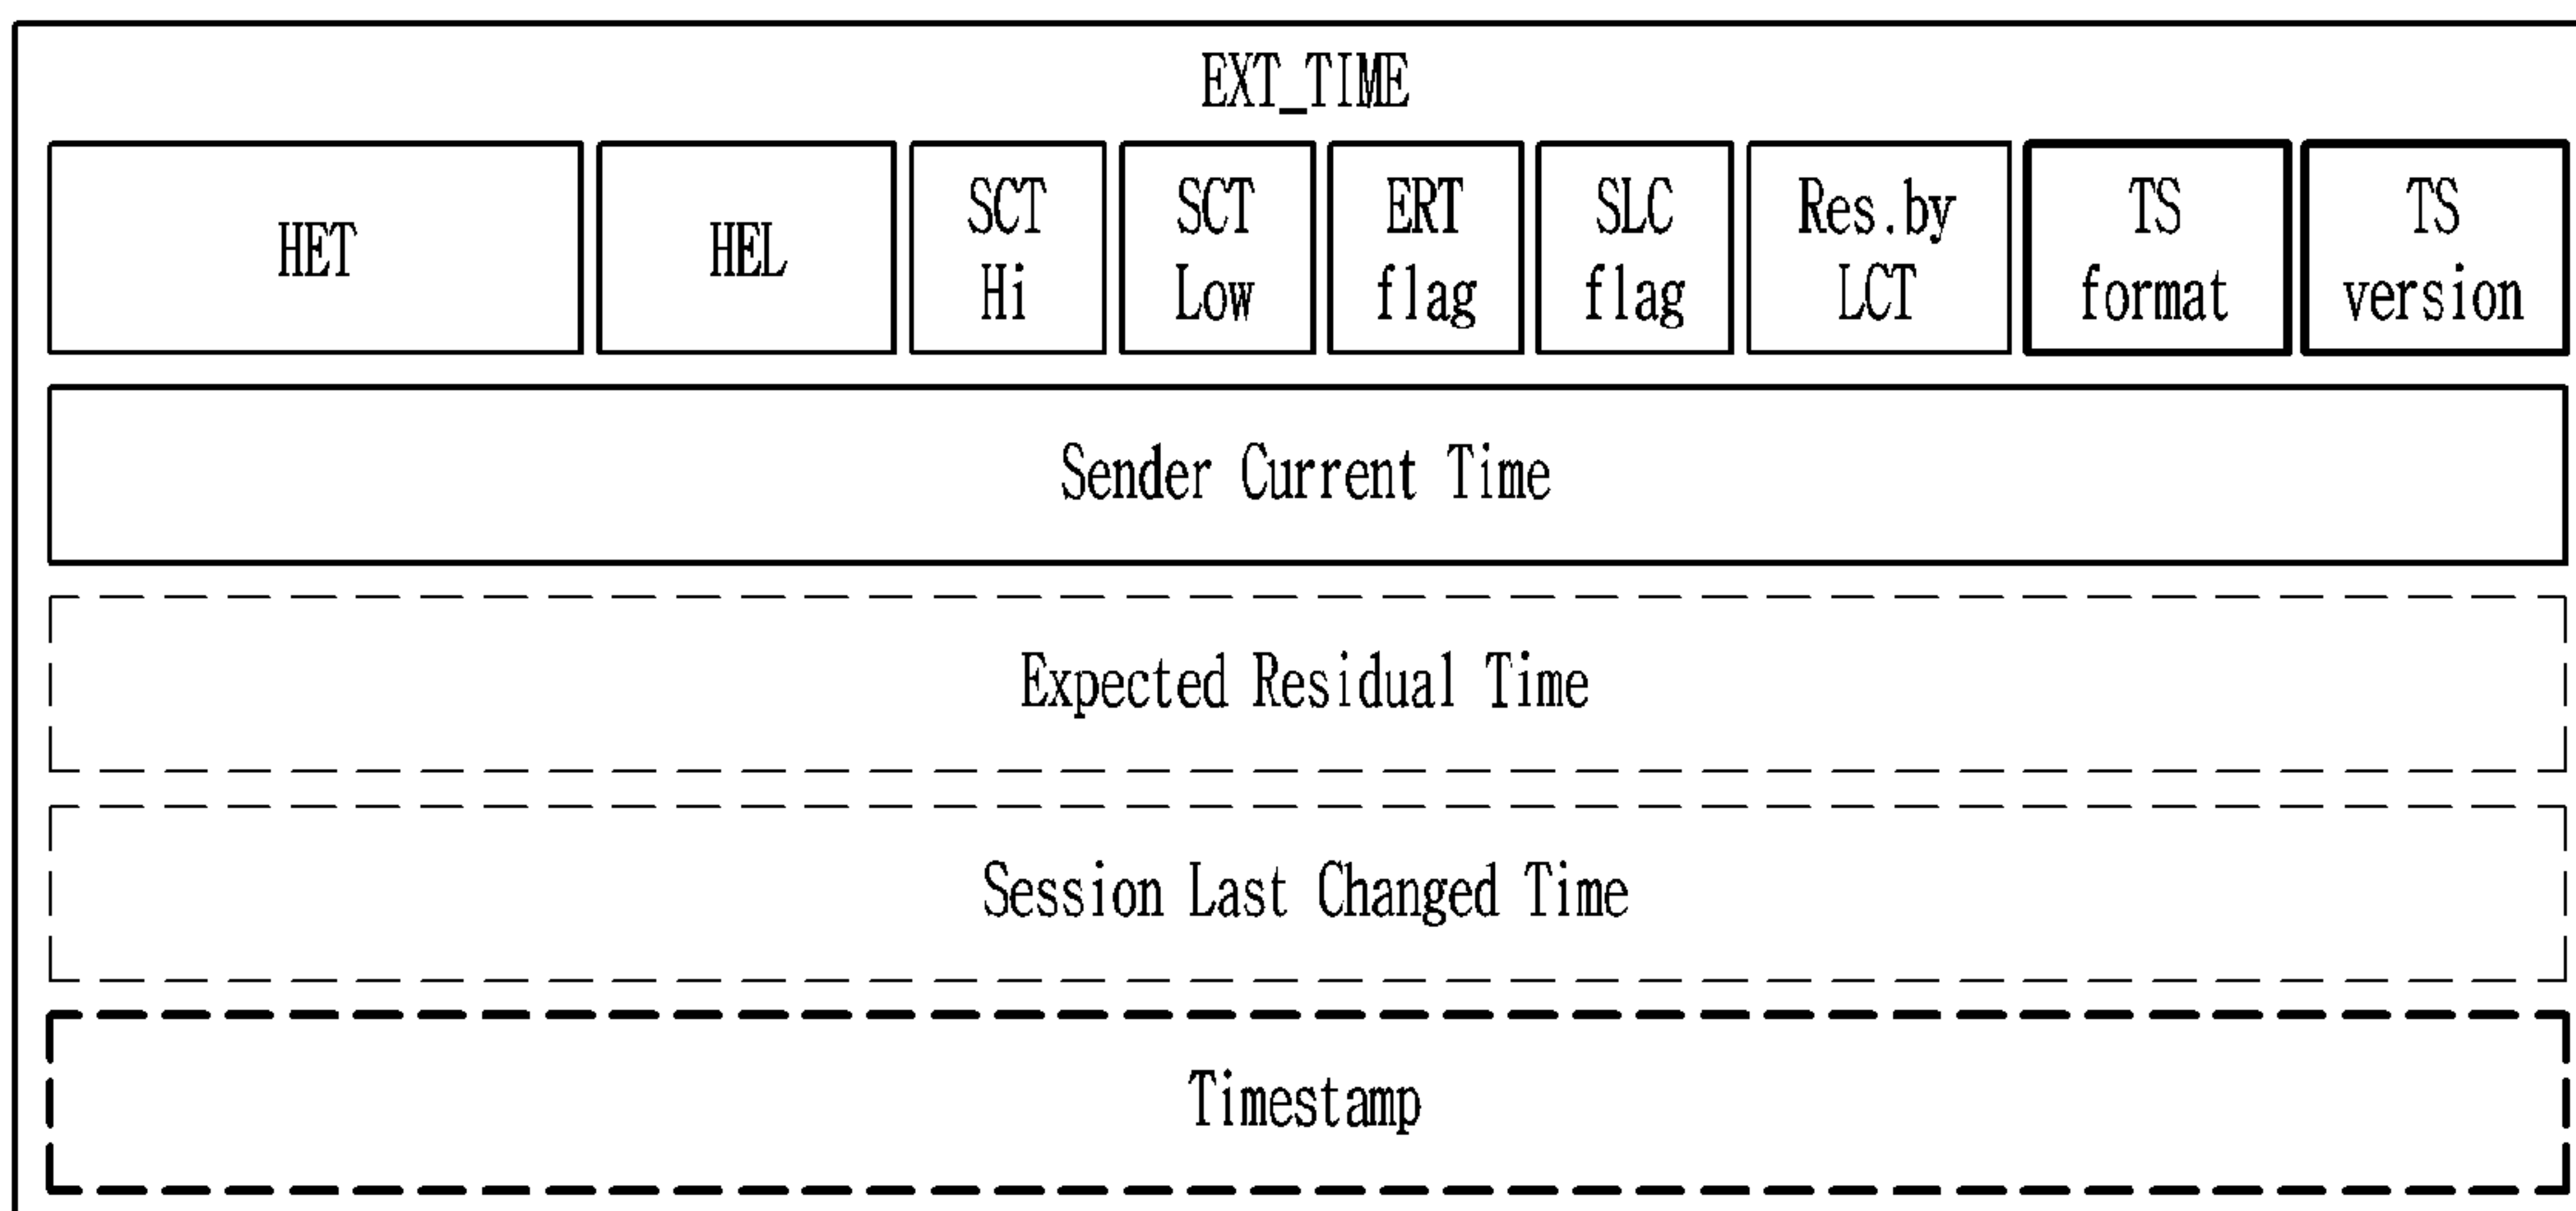 EXT_TIME
HET
HEL
SCT
Hi
SCT
Low
ERT
flag
SLC
flag
Res.by
LCT
TS
format
TS
version
Sender Current Time
Expected Residual Time
Session Last Changed Time
Timestamp